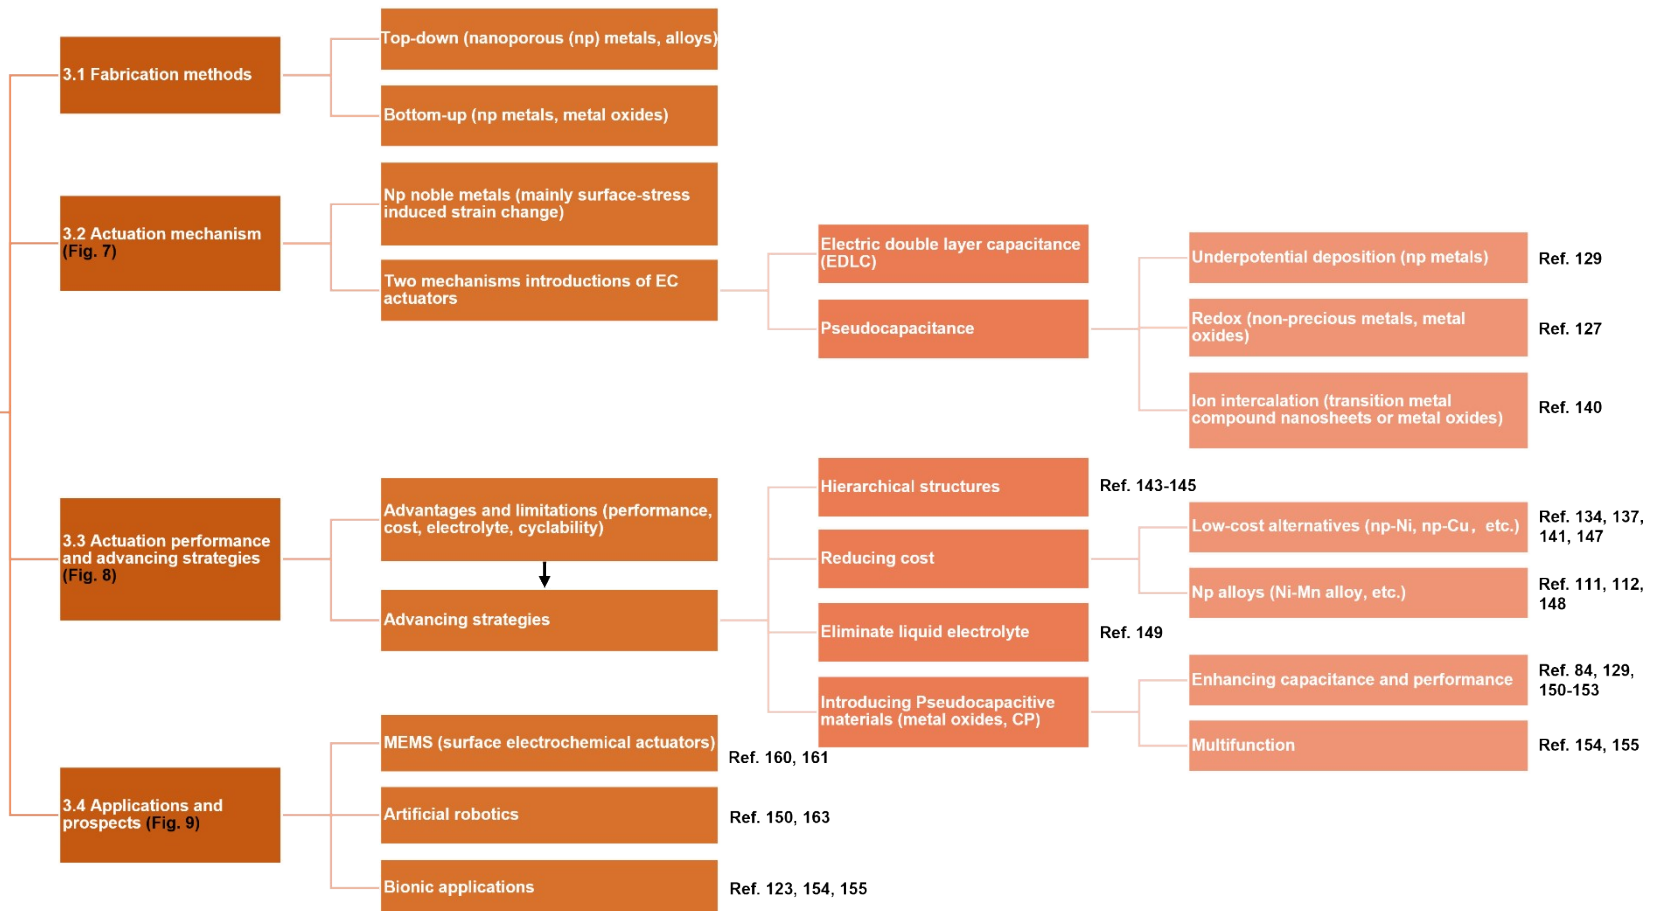 3.1 Fabrication methods
Top-down (nanoporous (np) metals, alloys)
Bottom-up (np metals, metal oxides)
3.2 Actuation mechanism
(Fig. 7)
Np noble metals (mainly surface-stress
induced strain change)
Two mechanisms introductions of EC
actuators
Electric double layer capacitance
(EDLC)
Pseudocapacitance
Underpotential deposition (np metals)
Ref. 129
Redox (non-precious metals, metal
oxides)
Ref. 127
Ion intercalation (transition metal
compound nanosheets or metal oxides)
Ref. 140
3.3 Actuation performance
and advancing strategies
(Fig. 8)
Advantages and limitations (performance,
cost, electrolyte, cyclability)
Advancing strategies
Hierarchical structures
Ref. 143-145
Reducing cost
Low-cost alternatives (np-Ni, np-Cu, etc.)
Ref. 134, 137,
141, 147
Np alloys (Ni-Mn alloy, etc.)
Ref. 111, 112,
148
Eliminate liquid electrolyte
Ref. 149
Introducing Pseudocapacitive
materials (metal oxides, CP)
Enhancing capacitance and performance
Ref. 84, 129,
150-153
Multifunction
Ref. 154, 155
3.4 Applications and
prospects (Fig. 9)
MEMS (surface electrochemical actuators)
Ref. 160, 161
Artificial robotics
Ref. 150, 163
Bionic applications
Ref. 123, 154, 155